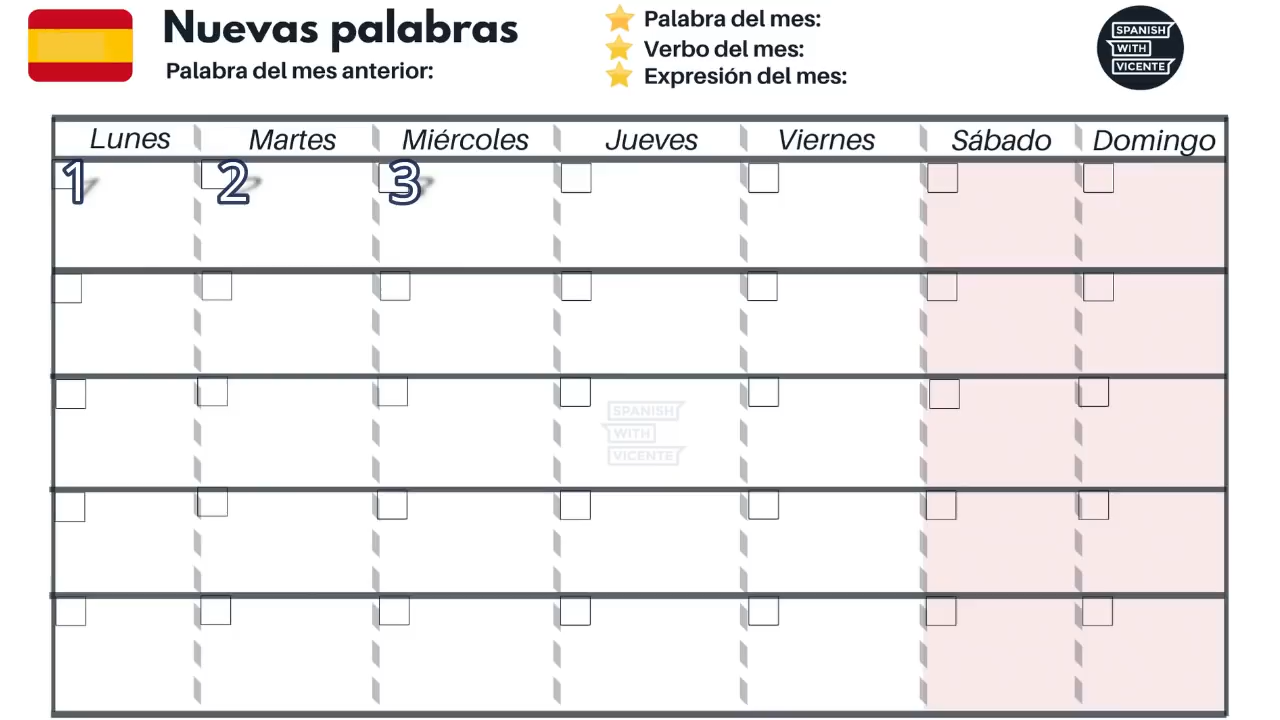 Nuevas palabras
Palabra del mes anterior:
Palabra del mes:
Verbo del mes:
Expresión del mes:
SPANISH
WITH
VICENTE
Lunes Martes Miércoles Jueves Viernes Sábado Domingo
1 2 3
SPANISH
WITH
VICENTE